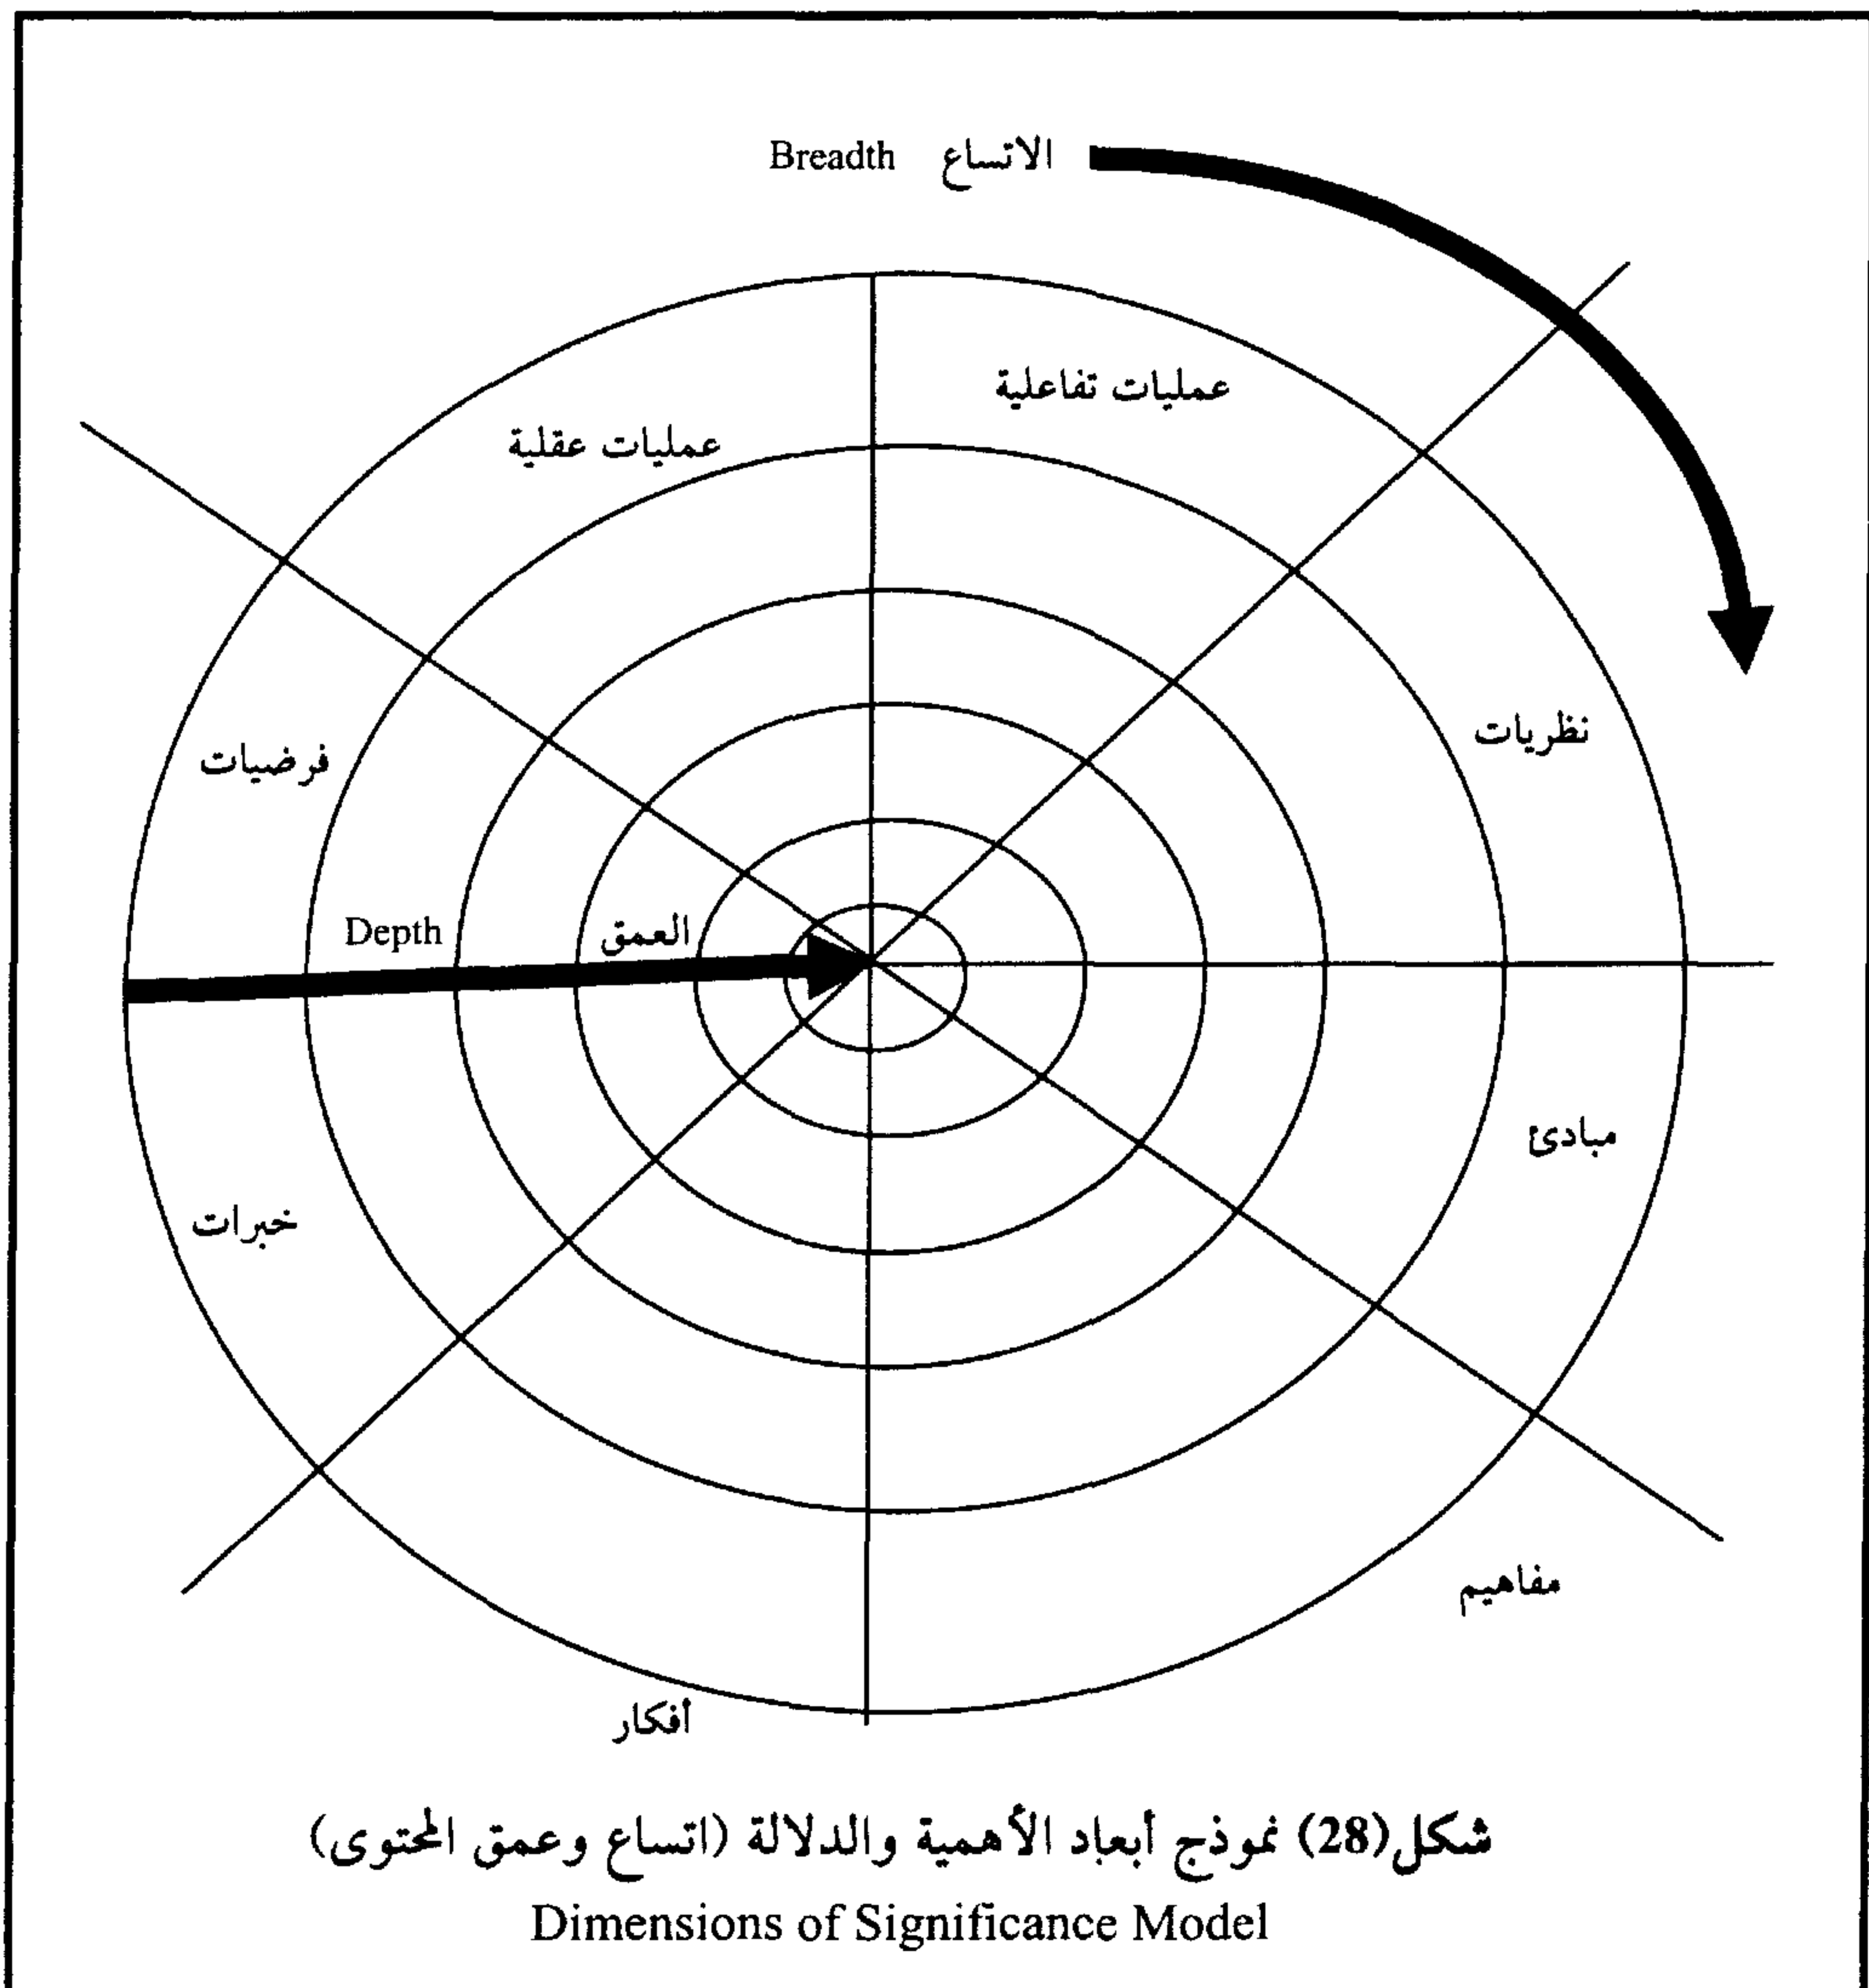 الاتساع Breadth
عمليات تفاعلية
عمليات عقلية
نظريات
فرضيات
العمق Depth
مبادئ
خبرات
مفاهيم
أفكار
شكل(28) نموذج أبعاد الأهمية والدلالة (اتساع وعمق المحتوى)
Dimensions of Significance Model